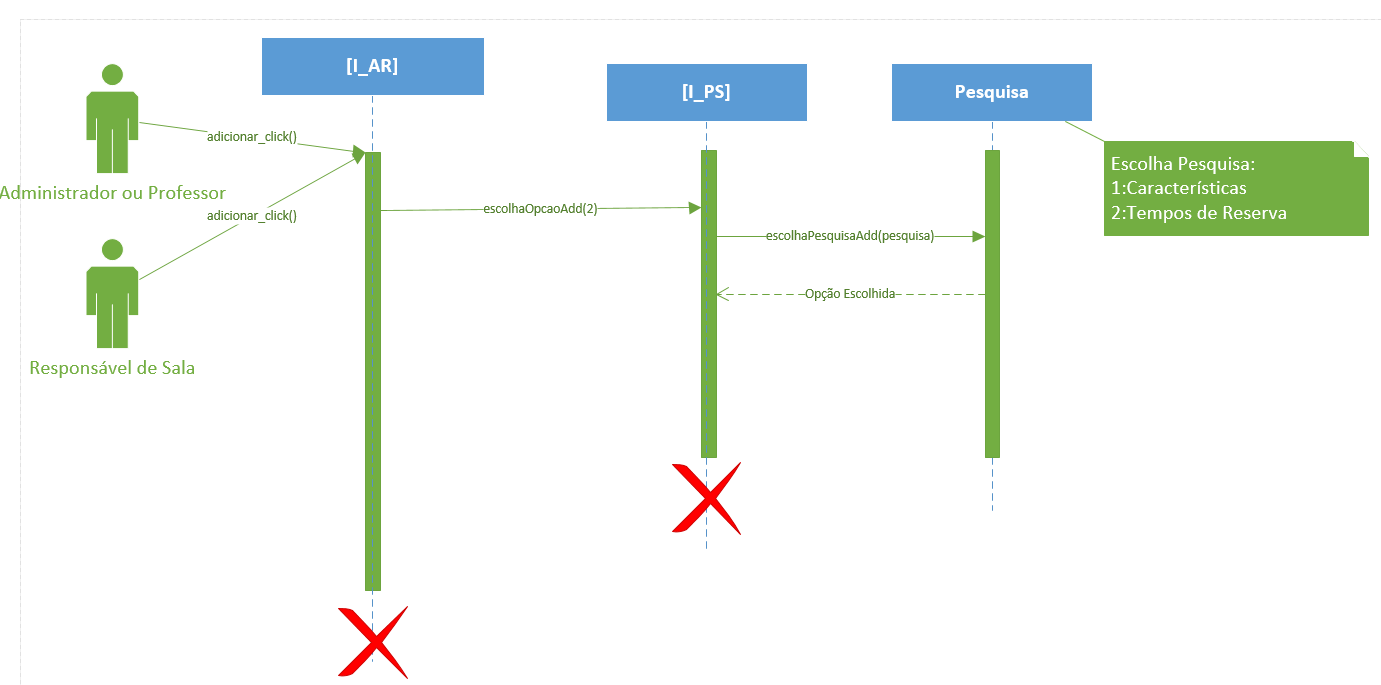 [I_AR]
[I_PS]
Pesquisa
adicionar_click()
Administrador ou Professor
adicionar_click()
Responsável de Sala
escolhaOpcaoAdd(2)
escolhaPesquisaAdd(pesquisa)
Opção Escolhida
Escolha Pesquisa:
1:Características
2:Tempos de Reserva